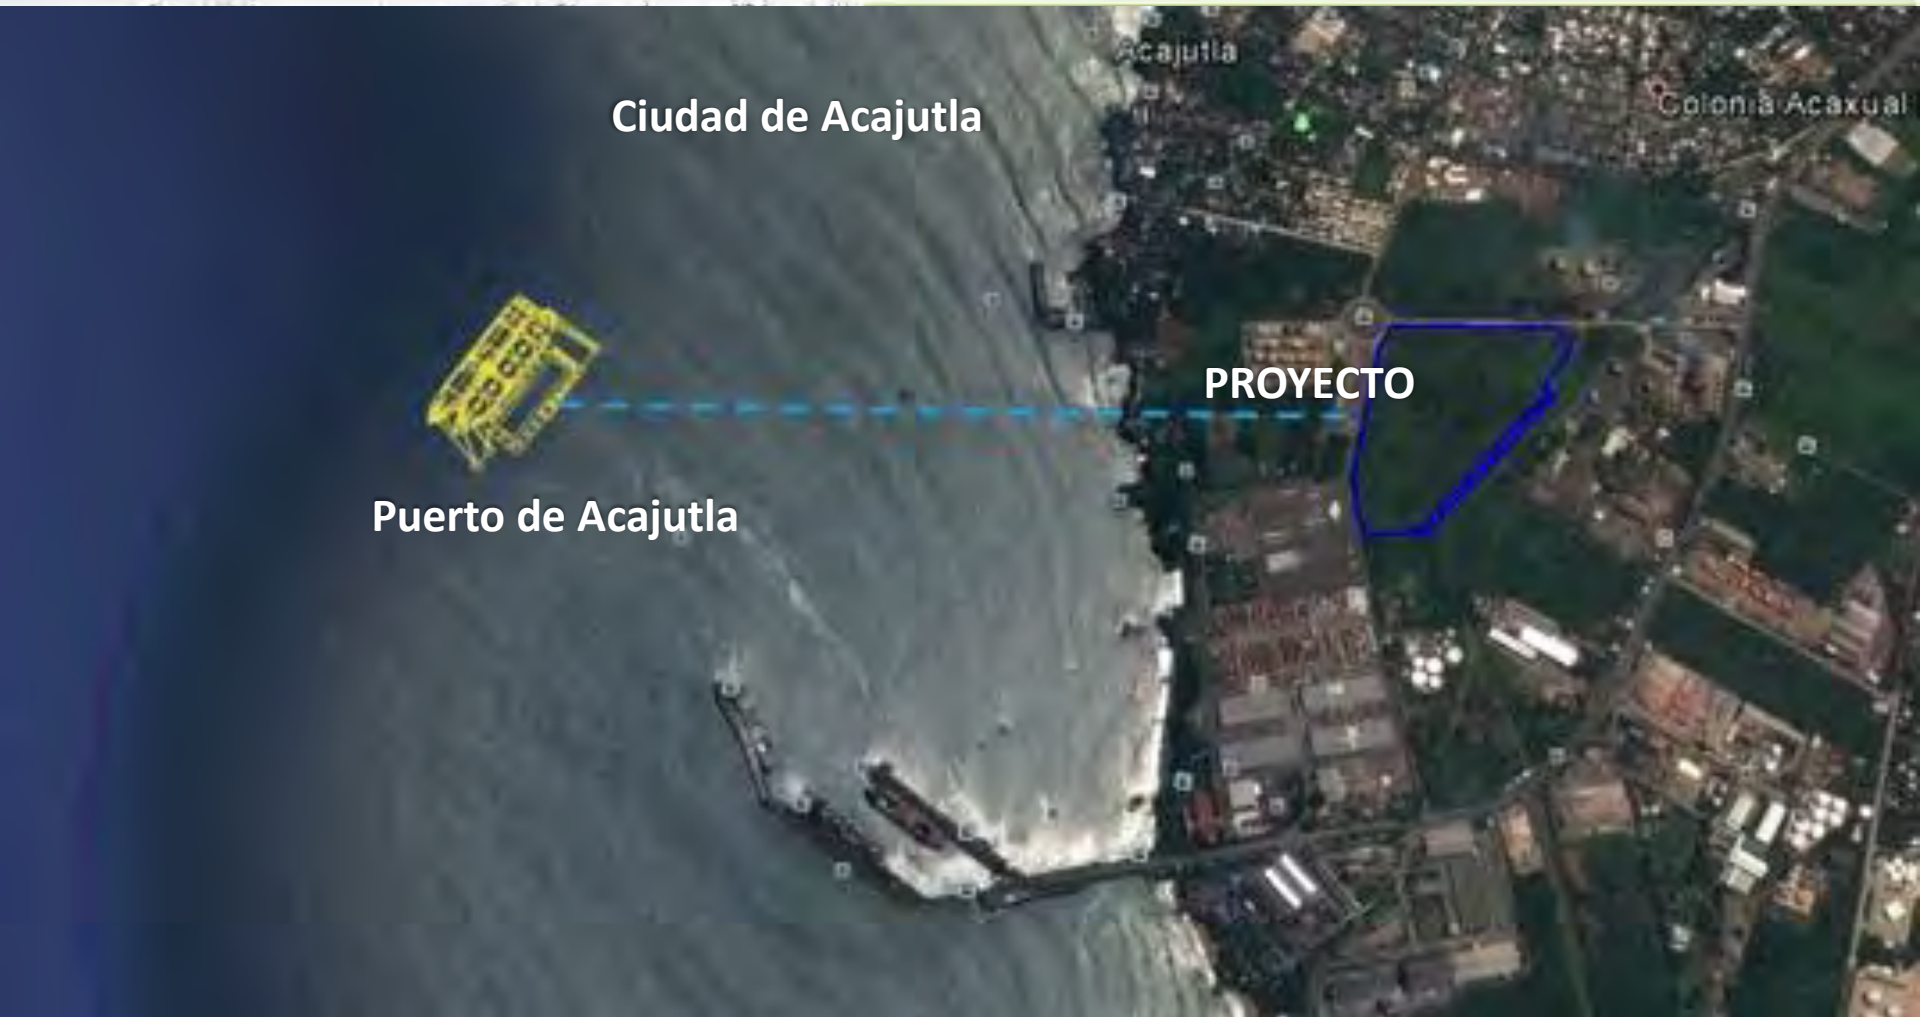 Acajutla
Colonia Acaxual
Ciudad de Acajutla
PROYECTO
Puerto de Acajutla